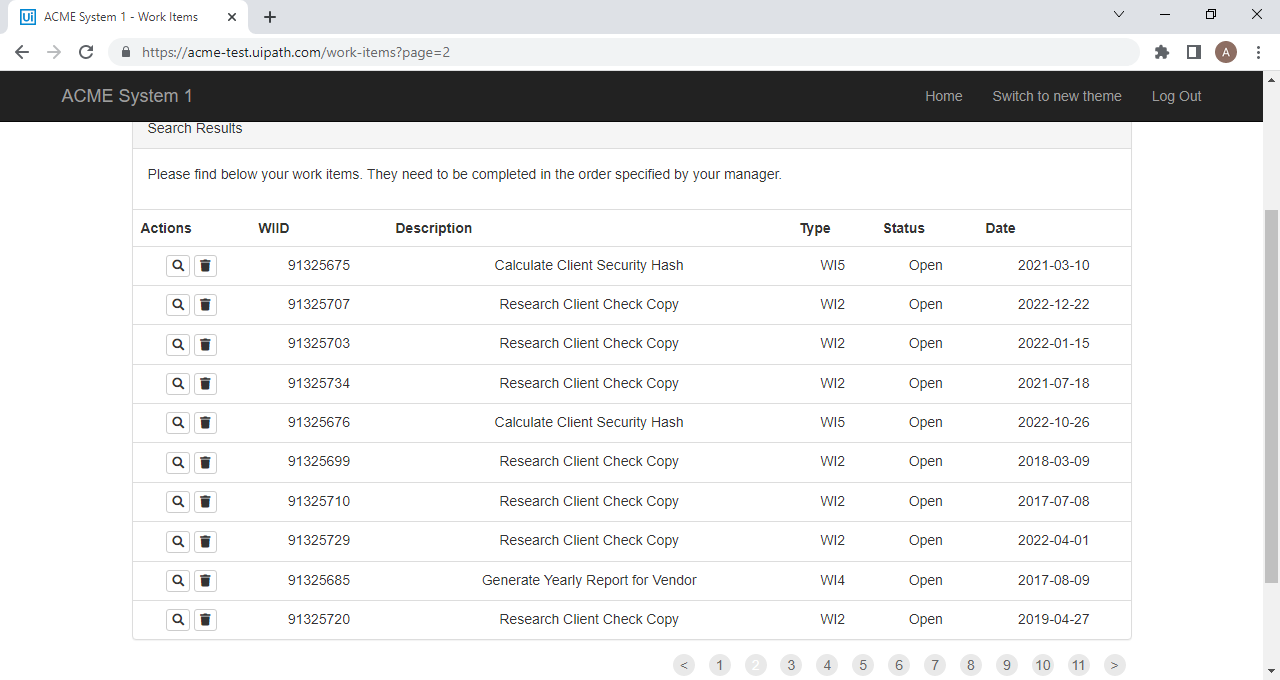 Ui ACME System 1 - Work Items
https://acme-test.uipath.com/work-items?page=2
A
ACME System 1 Home Switch to new theme Log Out
Search Results
Please find below your work items. They need to be completed in the order specified by your manager.
Actions WIID Description Type Status Date
91325675 Calculate Client Security Hash WI5 Open 2021-03-10
91325707 Research Client Check Copy WI2 Open 2022-12-22
91325703 Research Client Check Copy WI2 Open 2022-01-15
91325734 Research Client Check Copy WI2 Open 2021-07-18
91325676 Calculate Client Security Hash WI5 Open 2022-10-26
91325699 Research Client Check Copy WI2 Open 2018-03-09
91325710 Research Client Check Copy WI2 Open 2017-07-08
91325729 Research Client Check Copy WI2 Open 2022-04-01
91325685 Generate Yearly Report for Vendor WI4 Open 2017-08-09
91325720 Research Client Check Copy WI2 Open 2019-04-27
< 1 2 3 4 5 6 7 8 9 10 11 >